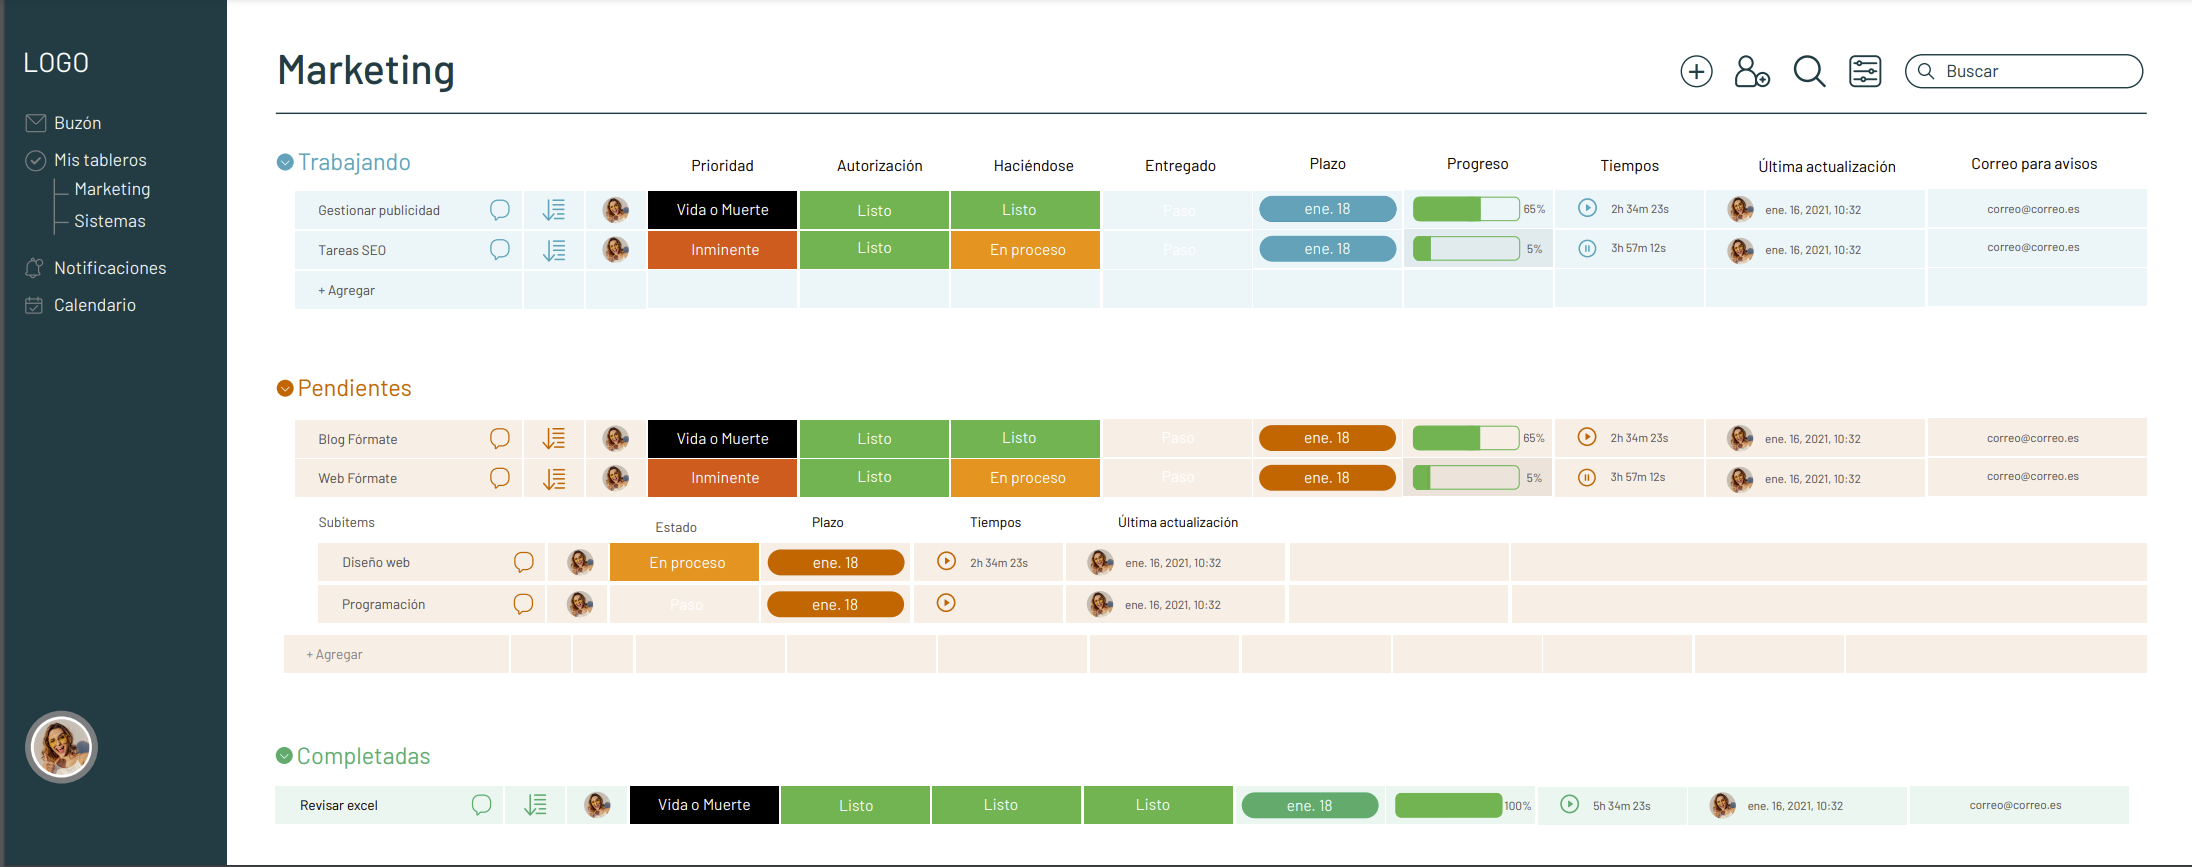 LOGO
Buzón
Mis tableros
Marketing
Sistemas
Notificaciones
Calendario
Marketing
Buscar
Trabajando Prioridad Autorización Haciéndose Entregado Plazo Progreso Tiempos Última actualización Correo para avisos
Gestionar publicidad Vida o Muerte Listo Listo Paso ene. 18 65% 2h 34m 23s ene. 16, 2021, 10:32 correo@correo.es
Tareas SEO Inminente Listo En proceso Paso ene. 18 5% 3h 57m 12s ene. 16, 2021, 10:32 correo@correo.es
+ Agregar
Pendientes
Blog Fórmate Vida o Muerte Listo Listo Paso ene. 18 65% 2h 34m 23s ene. 16, 2021, 10:32 correo@correo.es
Web Fórmate Inminente Listo En proceso Paso ene. 18 5% 3h 57m 12s ene. 16, 2021, 10:32 correo@correo.es
Subitems Estado Plazo Tiempos Última actualización
Diseño web En proceso ene. 18 2h 34m 23s ene. 16, 2021, 10:32
Programación Paso ene. 18 ene. 16, 2021, 10:32
+ Agregar
Completadas
Revisar excel Vida o Muerte Listo Listo Listo ene. 18 100% 5h 34m 23s ene. 16, 2021, 10:32 correo@correo.es